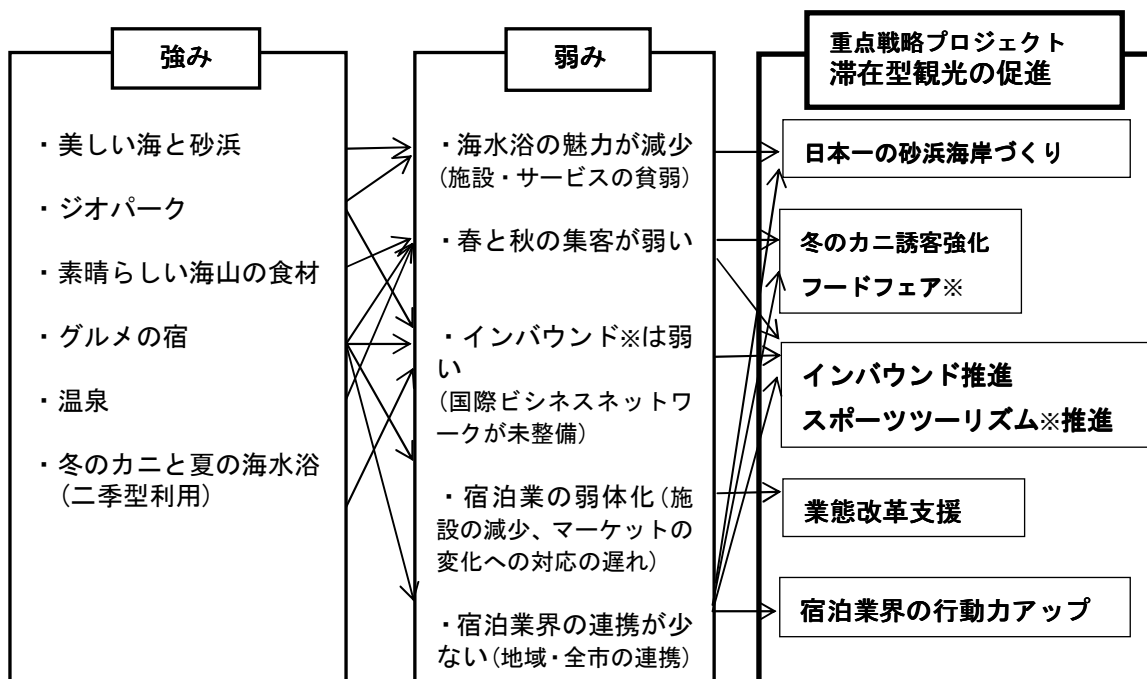 強み
・美しい海と砂浜
・ジオパーク
・素晴らしい海山の食材
・グルメの宿
・温泉
・冬のカニと夏の海水浴
(二季型利用)
弱み
・海水浴の魅力が減少
(施設・サービスの貧弱)
・春と秋の集客が弱い
・インバウンド※は弱
い
(国際ビシネスネットワ
ークが未整備)
・宿泊業の弱体化(施
設の減少、マーケットの
変化への対応の遅れ)
・宿泊業界の連携が少
ない(地域・全市の連携)
重点戦略プロジェクト
滞在型観光の促進
日本一の砂浜海岸づくり
冬のカニ誘客強化
フードフェア※
インバウンド推進
スポーツツーリズム※推進
業態改革支援
宿泊業界の行動力アップ